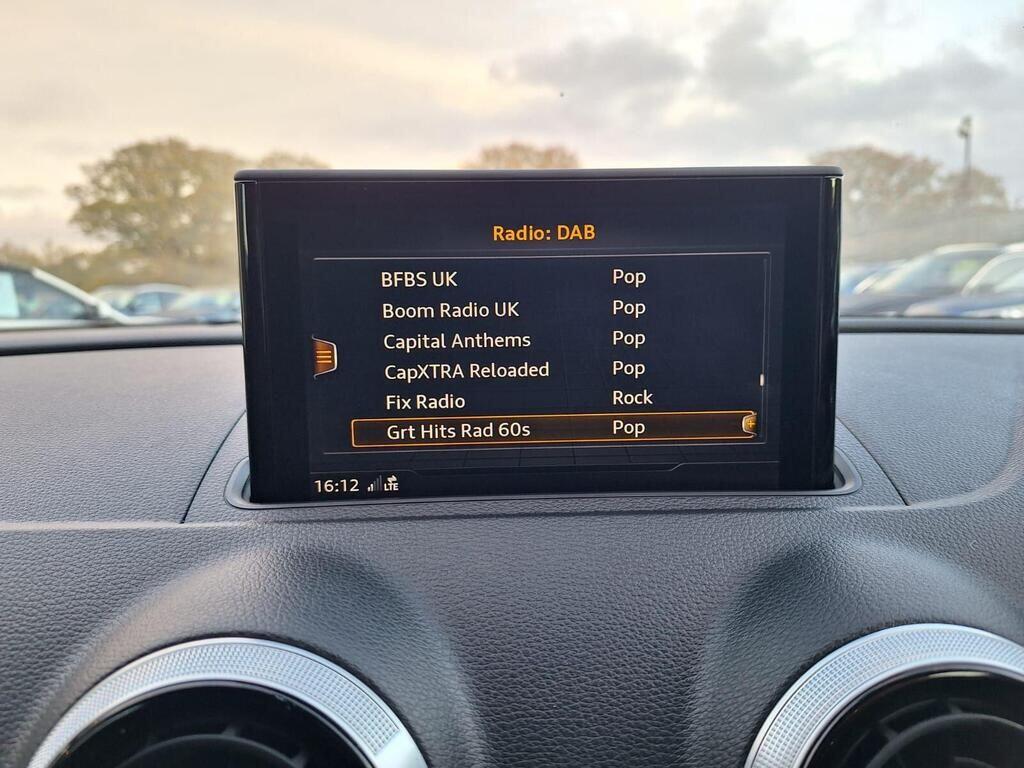 Radio: DAB
BFBS UK Pop
Boom Radio UK Pop
Capital Anthems Pop
CapXTRA Reloaded Pop
Fix Radio Rock
Grt Hits Rad 60s Pop
16:12 LTE